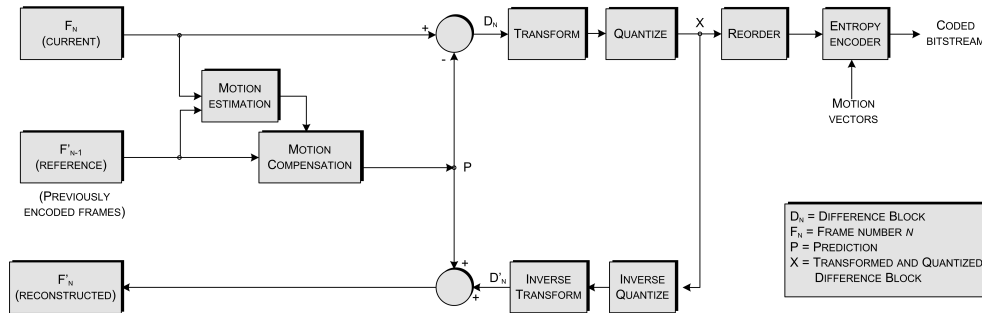 F_N
(CURRENT)
+
-
D_N
TRANSFORM
QUANTIZE
X
REORDER
ENTROPY
ENCODER
CODED
BITSTREAM
MOTION
VECTORS
MOTION
ESTIMATION
F'_N-1
(REFERENCE)
MOTION
COMPENSATION
P
(PREVIOUSLY
ENCODED FRAMES)
F'_N
(RECONSTRUCTED)
+
+
D'_N
INVERSE
TRANSFORM
INVERSE
QUANTIZE
D_N = DIFFERENCE BLOCK
F_N = FRAME NUMBER N
P = PREDICTION
X = TRANSFORMED AND QUANTIZED
DIFFERENCE BLOCK